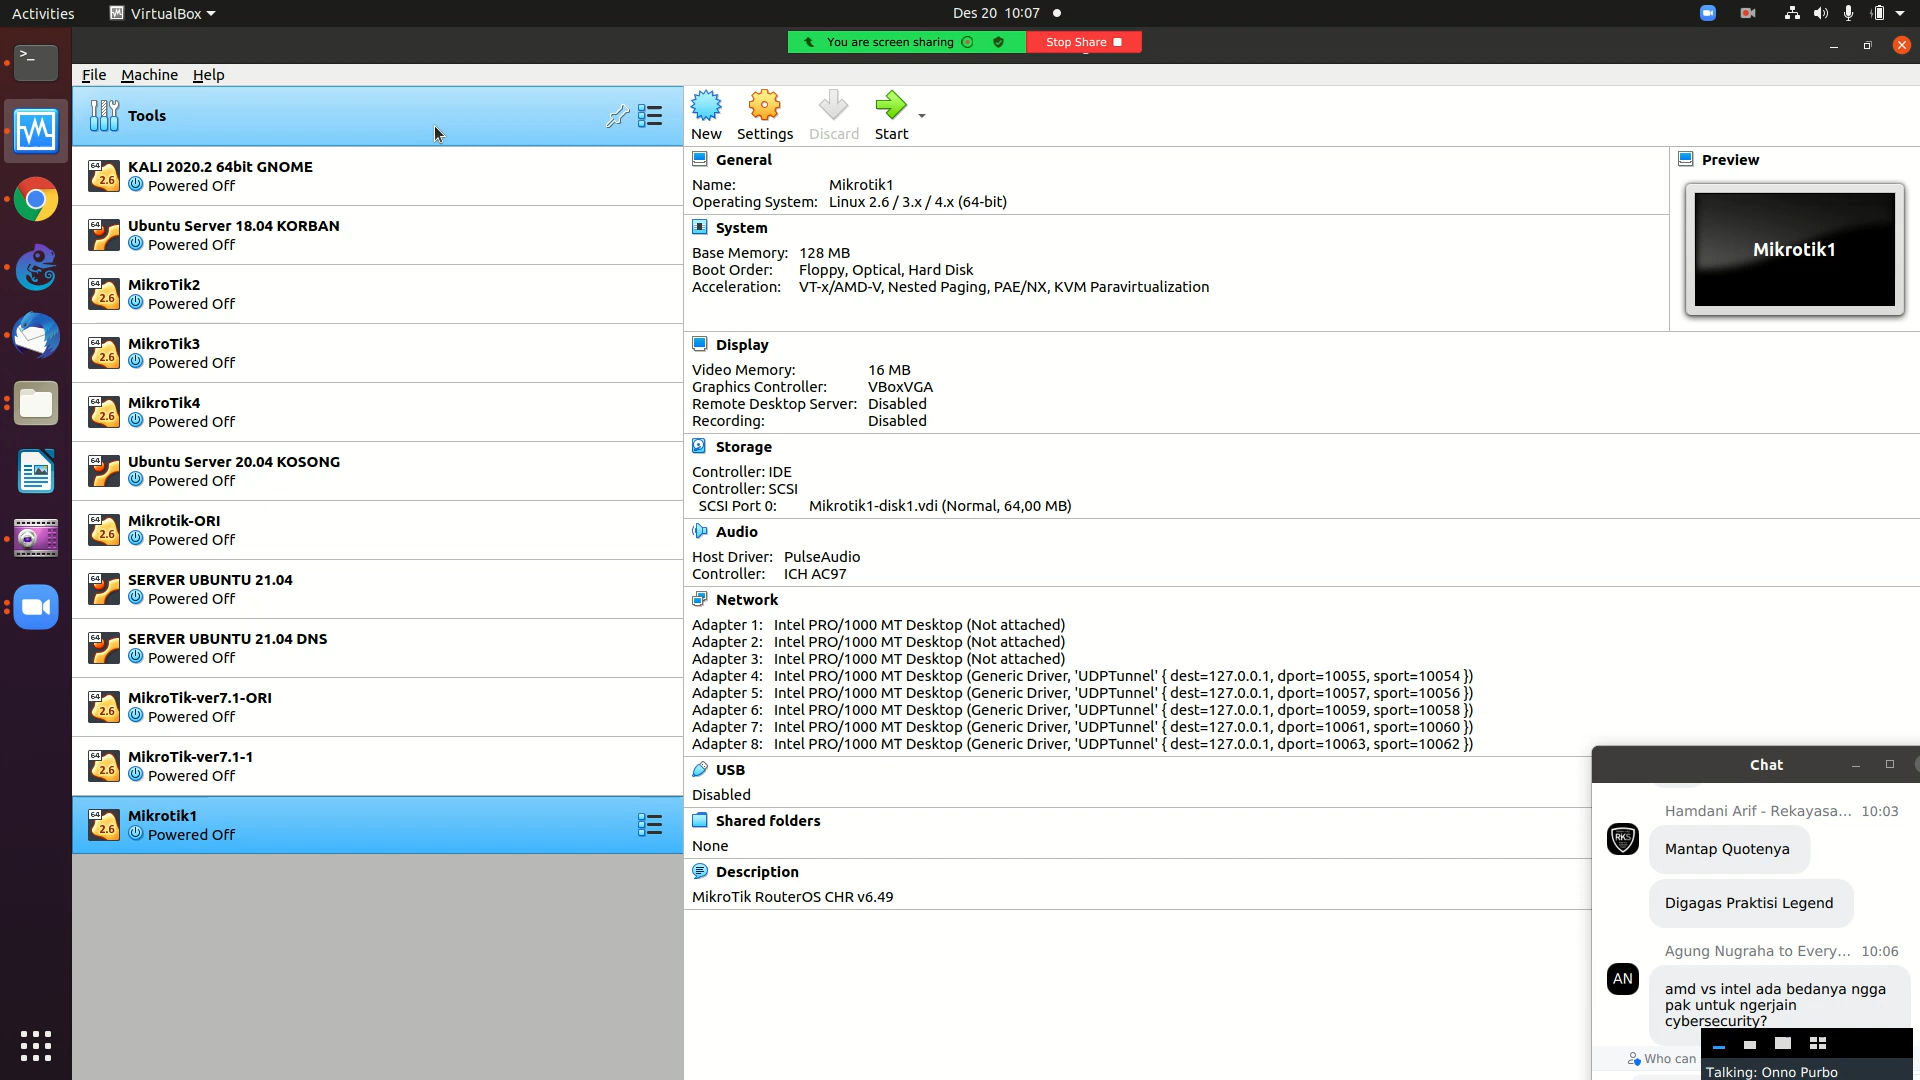 Activities
VirtualBox
Des 20 10:07
You are screen sharing
Stop Share
File Machine Help
Tools
KALI 2020.2 64bit GNOME
Powered Off
Ubuntu Server 18.04 KORBAN
Powered Off
MikroTik2
Powered Off
MikroTik3
Powered Off
MikroTik4
Powered Off
Ubuntu Server 20.04 KOSONG
Powered Off
Mikrotik-ORI
Powered Off
SERVER UBUNTU 21.04
Powered Off
SERVER UBUNTU 21.04 DNS
Powered Off
MikroTik-ver7.1-ORI
Powered Off
MikroTik-ver7.1-1
Powered Off
Mikrotik1
Powered Off
New Settings Discard Start
General
Name: Mikrotik1
Operating System: Linux 2.6 / 3.x / 4.x (64-bit)
System
Base Memory: 128 MB
Boot Order: Floppy, Optical, Hard Disk
Acceleration: VT-x/AMD-V, Nested Paging, PAE/NX, KVM Paravirtualization
Preview
Mikrotik1
Display
Video Memory: 16 MB
Graphics Controller: VBoxVGA
Remote Desktop Server: Disabled
Recording: Disabled
Storage
Controller: IDE
Controller: SCSI
SCSI Port 0: Mikrotik1-disk1.vdi (Normal, 64,00 MB)
Audio
Host Driver: PulseAudio
Controller: ICH AC97
Network
Adapter 1: Intel PRO/1000 MT Desktop (Not attached)
Adapter 2: Intel PRO/1000 MT Desktop (Not attached)
Adapter 3: Intel PRO/1000 MT Desktop (Not attached)
Adapter 4: Intel PRO/1000 MT Desktop (Generic Driver, 'UDPTunnel' { dest=127.0.0.1, dport=10055, sport=10054 })
Adapter 5: Intel PRO/1000 MT Desktop (Generic Driver, 'UDPTunnel' { dest=127.0.0.1, dport=10057, sport=10056 })
Adapter 6: Intel PRO/1000 MT Desktop (Generic Driver, 'UDPTunnel' { dest=127.0.0.1, dport=10059, sport=10058 })
Adapter 7: Intel PRO/1000 MT Desktop (Generic Driver, 'UDPTunnel' { dest=127.0.0.1, dport=10061, sport=10060 })
Adapter 8: Intel PRO/1000 MT Desktop (Generic Driver, 'UDPTunnel' { dest=127.0.0.1, dport=10063, sport=10062 })
USB
Disabled
Shared folders
None
Description
MikroTik RouterOS CHR v6.49
Chat
Hamdani Arif - Rekayasa... 10:03
RKS
Mantap Quotenya
Digagas Praktisi Legend
Agung Nugraha to Every... 10:06
AN
amd vs intel ada bedanya ngga
pak untuk ngerjain
cybersecurity?
Who can
Talking: Onno Purbo